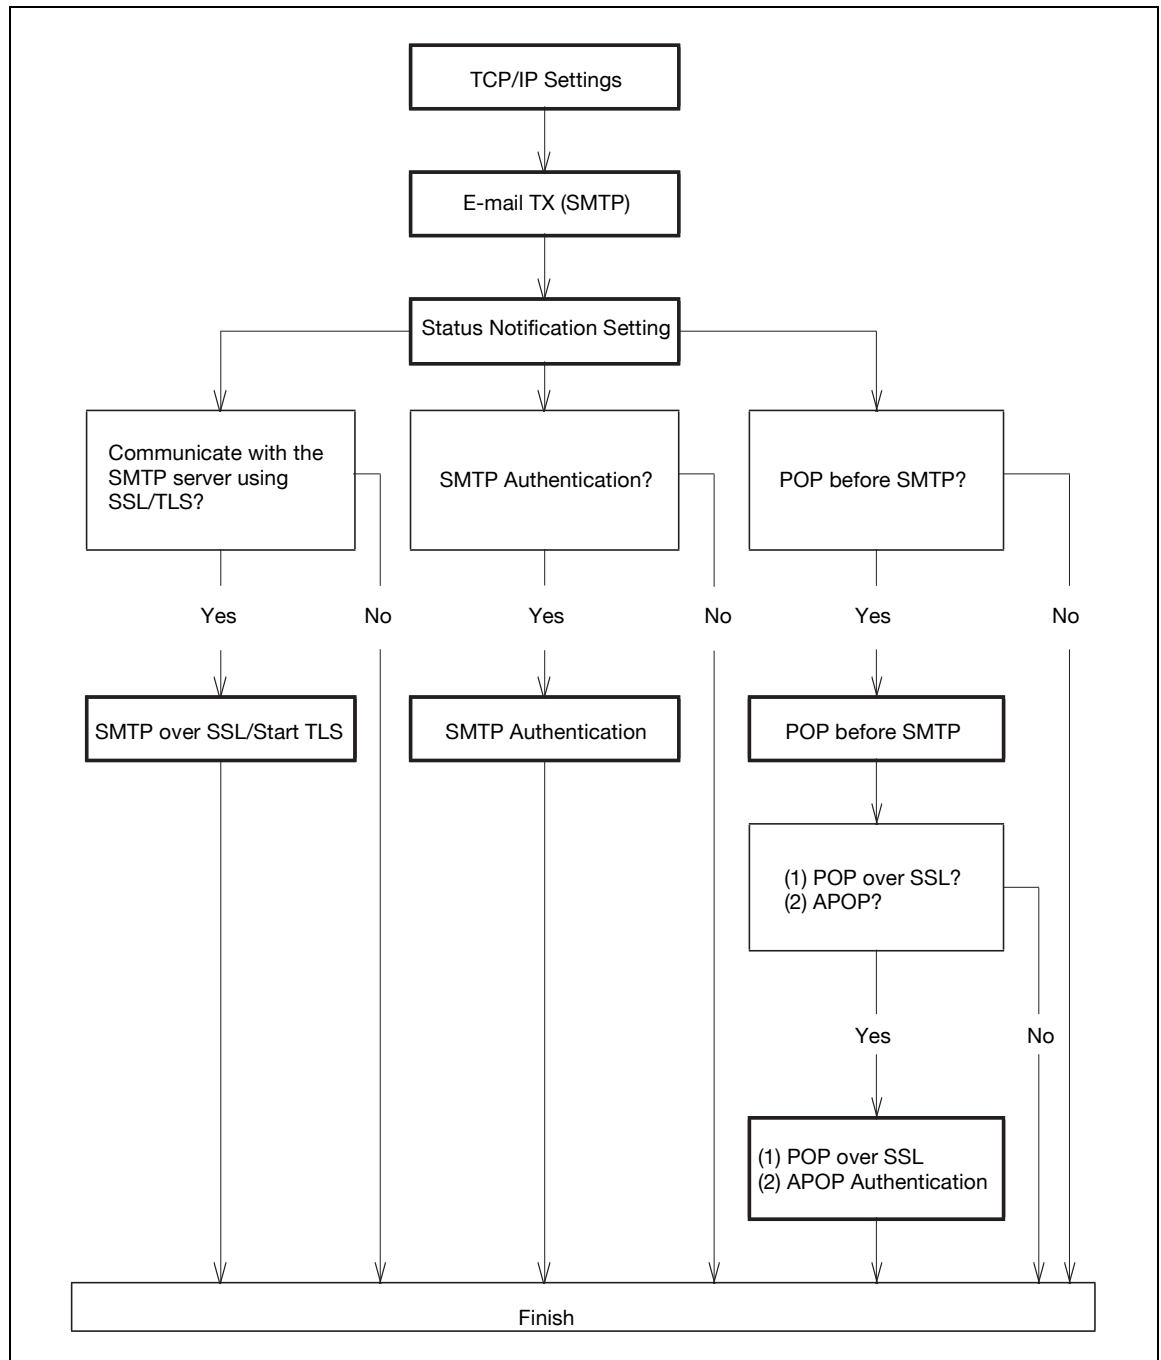 TCP/IP Settings
E-mail TX (SMTP)
Status Notification Setting
Communicate with the
SMTP server using
SSL/TLS?
SMTP Authentication?
POP before SMTP?
Yes
No
Yes
No
Yes
No
SMTP over SSL/Start TLS
SMTP Authentication
POP before SMTP
(1) POP over SSL?
(2) APOP?
Yes
No
(1) POP over SSL
(2) APOP Authentication
Finish